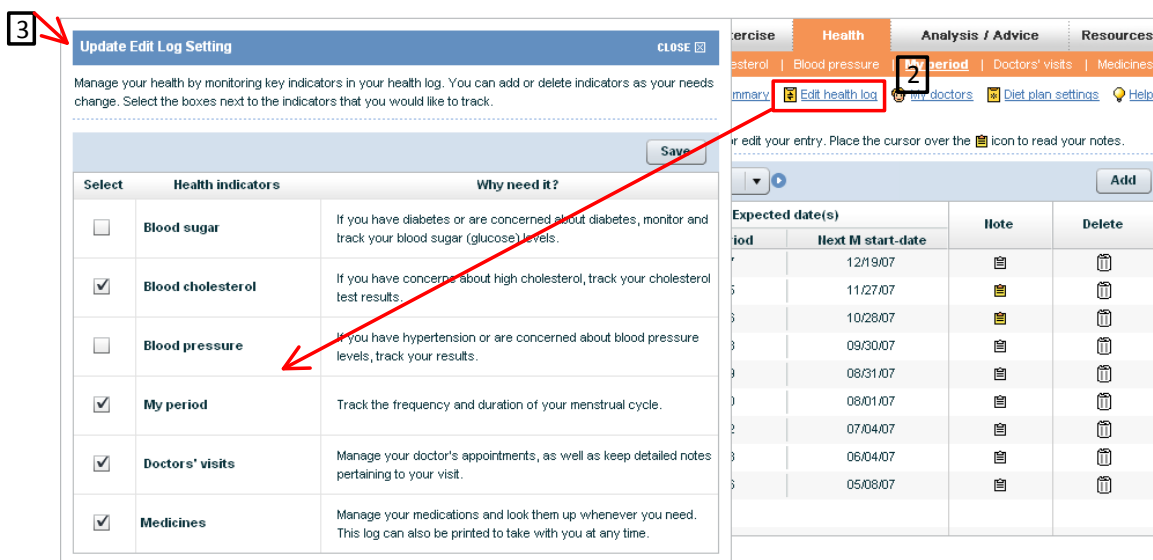 3
Update Edit Log Setting
CLOSE
Manage your health by monitoring key indicators in your health log. You can add or delete indicators as your needs
change. Select the boxes next to the indicators that you would like to track.
Save
Select Health indicators Why need it?
Blood sugar
If you have diabetes or are concerned about diabetes, monitor and
track your blood sugar (glucose) levels.
Blood cholesterol
If you have concerns about high cholesterol, track your cholesterol
test results.
Blood pressure
If you have hypertension or are concerned about blood pressure
levels, track your results.
My period
Track the frequency and duration of your menstrual cycle.
Doctors' visits
Manage your doctor's appointments, as well as keep detailed notes
pertaining to your visit.
Medicines
Manage your medications and look them up whenever you need.
This log can also be printed to take with you at any time.
ercise Health Analysis / Advice Resources
esterol | Blood pressure | My period | Doctors' visits | Medicines
2
mmary Edit health log My doctors Diet plan settings Help
or edit your entry. Place the cursor over the icon to read your notes.
Add
Expected date(s) Note Delete
iod Next M start-date
12/19/07
11/27/07
10/28/07
09/30/07
08/31/07
08/01/07
07/04/07
06/04/07
05/08/07